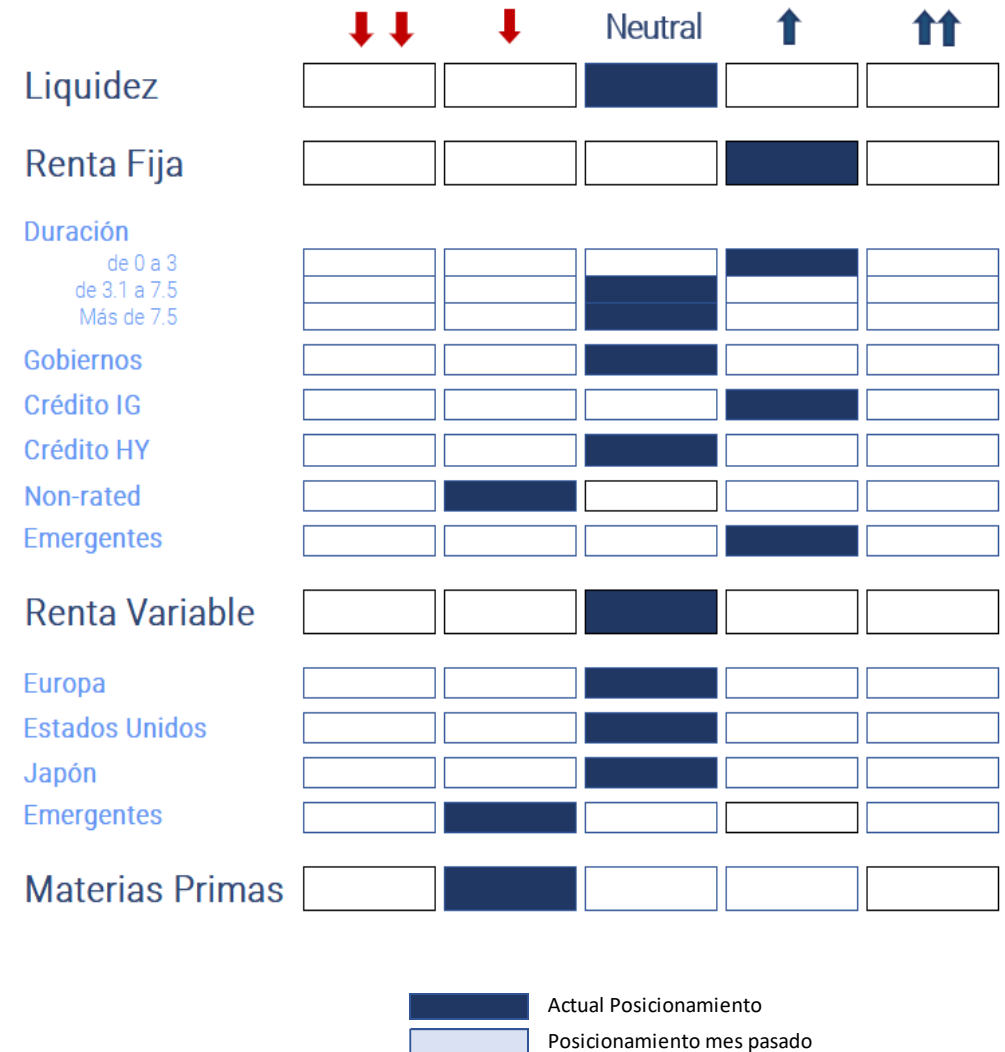 Neutral
Liquidez
Renta Fija
Duración
de 0 a 3
de 3.1 a 7.5
Más de 7.5
Gobiernos
Crédito IG
Crédito HY
Non-rated
Emergentes
Renta Variable
Europa
Estados Unidos
Japón
Emergentes
Materias Primas
Actual Posicionamiento
Posicionamiento mes pasado